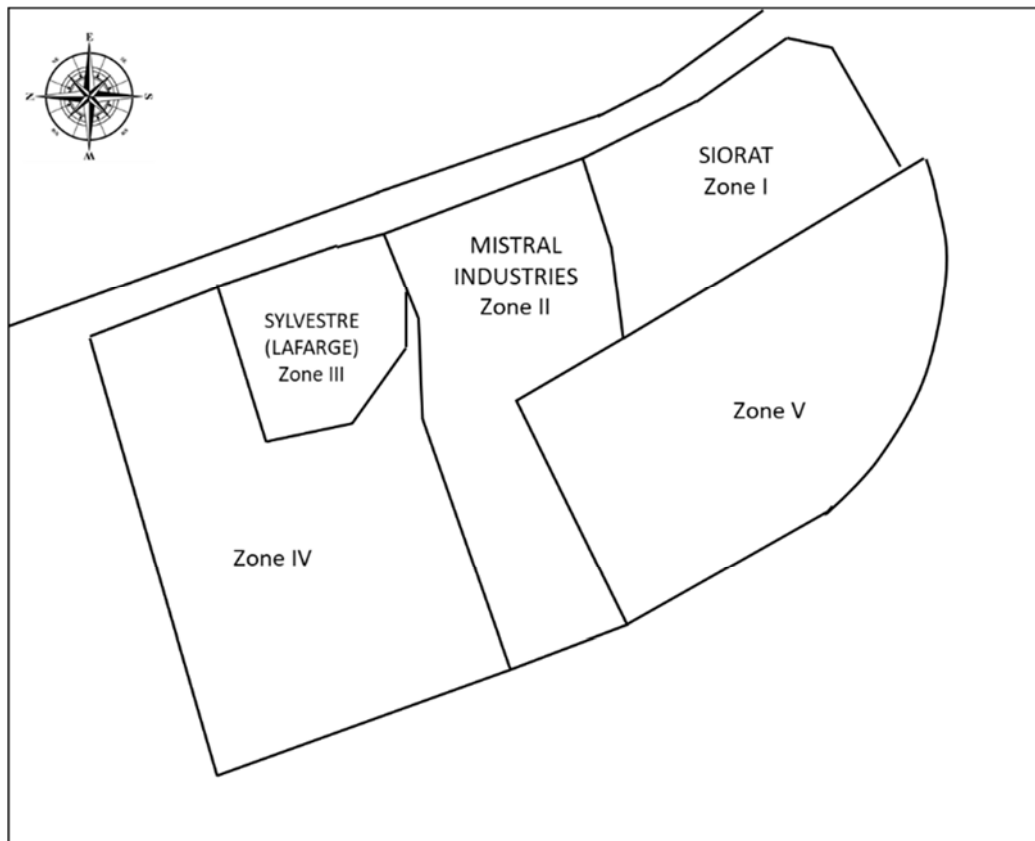 E
N
S
W
SIORAT
Zone I
MISTRAL
INDUSTRIES
Zone II
SYLVESTRE
(LAFARGE)
Zone III
Zone V
Zone IV